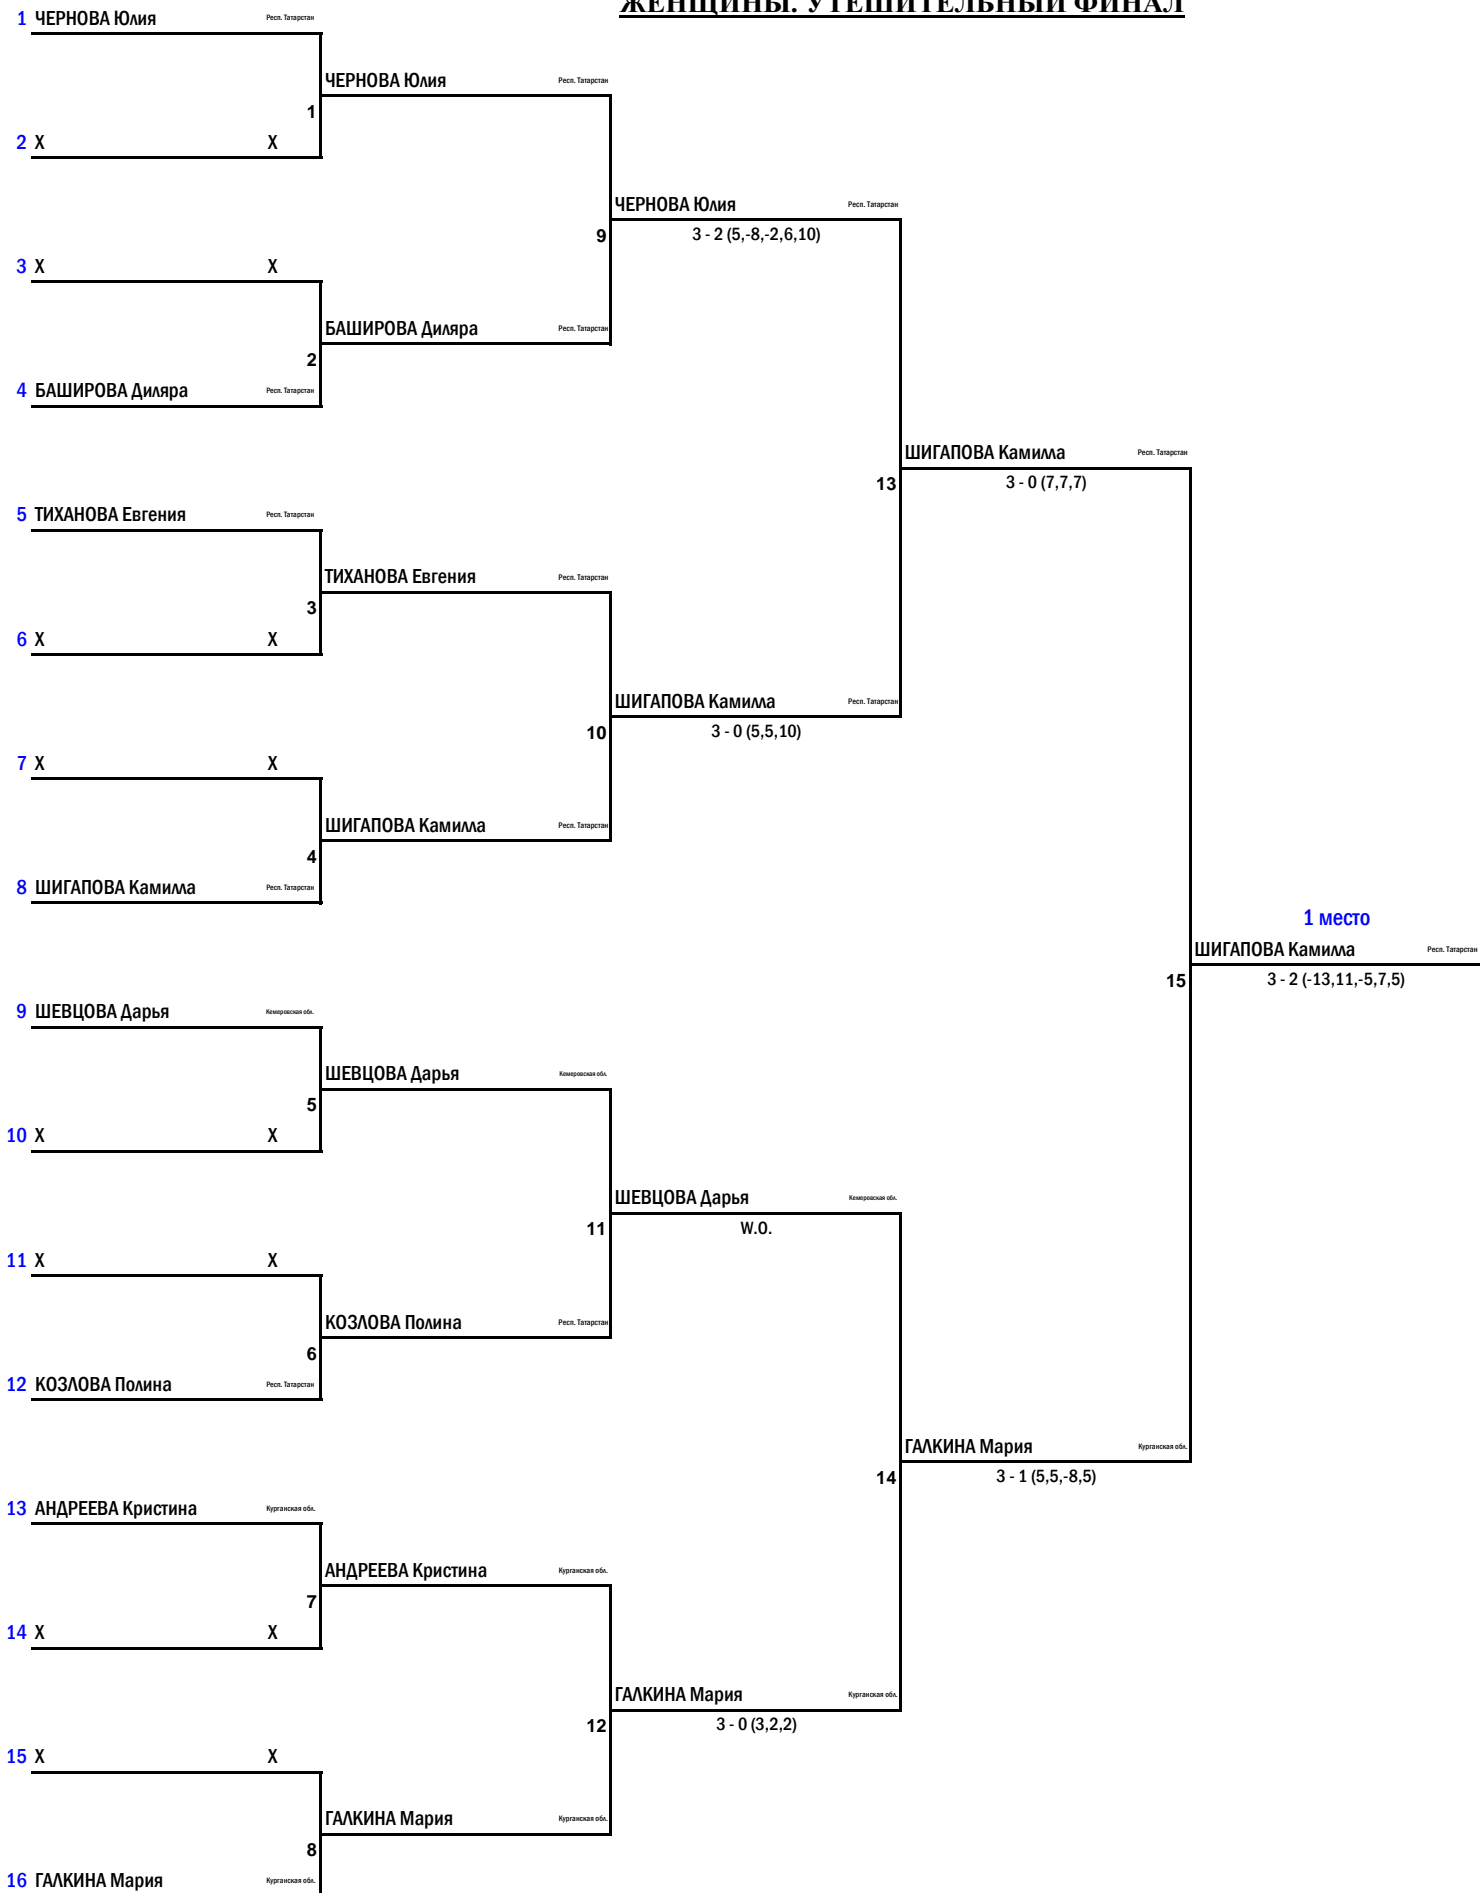 ЖЕНЩИНЫ. УТЕШИТЕЛЬНЫЙ ФИНАЛ
1 ЧЕРНОВА Юлия Респ. Татарстан
ЧЕРНОВА Юлия Респ. Татарстан
1
2 X X
ЧЕРНОВА Юлия Респ. Татарстан
9 3 - 2 (5,-8,-2,6,10)
3 X X
БАШИРОВА Диляра Респ. Татарстан
2
4 БАШИРОВА Диляра Респ. Татарстан
ШИГАПОВА Камилла Респ. Татарстан
13 3 - 0 (7,7,7)
5 ТИХАНОВА Евгения Респ. Татарстан
ТИХАНОВА Евгения Респ. Татарстан
3
6 X X
ШИГАПОВА Камилла Респ. Татарстан
10 3 - 0 (5,5,10)
7 X X
ШИГАПОВА Камилла Респ. Татарстан
4
8 ШИГАПОВА Камилла Респ. Татарстан
1 место
ШИГАПОВА Камилла Респ. Татарстан
15 3 - 2 (-13,11,-5,7,5)
9 ШЕВЦОВА Дарья Кемеровская обл.
ШЕВЦОВА Дарья Кемеровская обл.
5
10 X X
ШЕВЦОВА Дарья Кемеровская обл.
11 W.O.
11 X X
КОЗЛОВА Полина Респ. Татарстан
6
12 КОЗЛОВА Полина Респ. Татарстан
ГАЛКИНА Мария Курганская обл.
14 3 - 1 (5,5,-8,5)
13 АНДРЕЕВА Кристина Курганская обл.
АНДРЕЕВА Кристина Курганская обл.
7
14 X X
ГАЛКИНА Мария Курганская обл.
12 3 - 0 (3,2,2)
15 X X
ГАЛКИНА Мария Курганская обл.
8
16 ГАЛКИНА Мария Курганская обл.